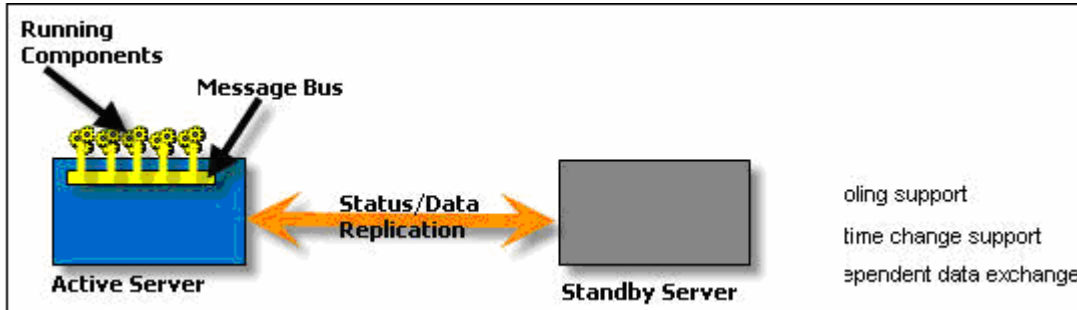 Running
Components
Message Bus
Status/Data
Replication
Active Server
Standby Server
oling support
time change support
ependent data exchange